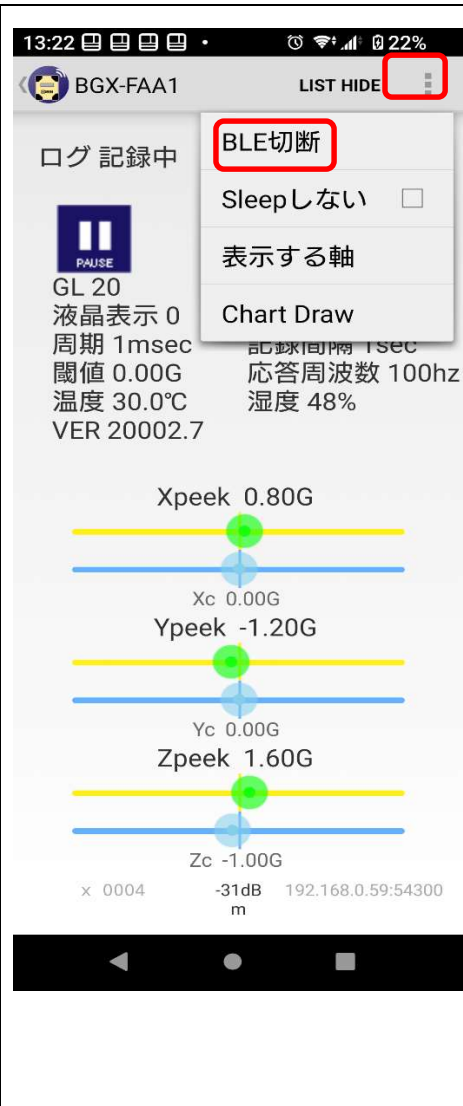 13:22
22%
BGX-FAA1
LIST HIDE
BLE切断
Sleepしない
表示する軸
Chart Draw
ログ 記録中
PAUSE
GL 20
液晶表示 0
周期 1msec
記録間隔 1sec
閾値 0.00G
応答周波数 100hz
温度 30.0℃
湿度 48%
VER 20002.7
Xpeek 0.80G
Xc 0.00G
Ypeek -1.20G
Yc 0.00G
Zpeek 1.60G
Zc -1.00G
x 0004
-31dB
m
192.168.0.59:54300